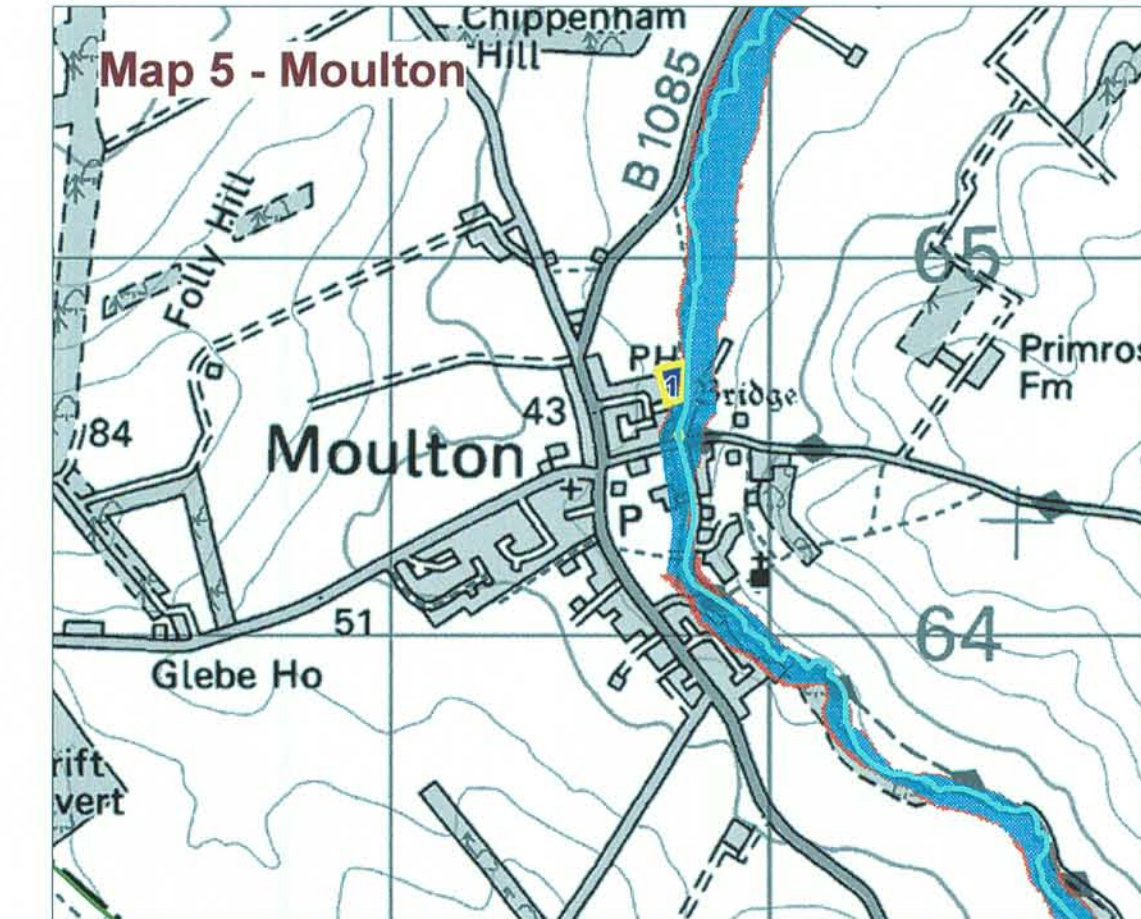 Chippenham
Hill
Map 5 - Moulton
B 1085
Folly Hill
65
PH
1
Bridge
Primros
Fm
43
84
Moulton
P
51
64
Glebe Ho
rift
vert